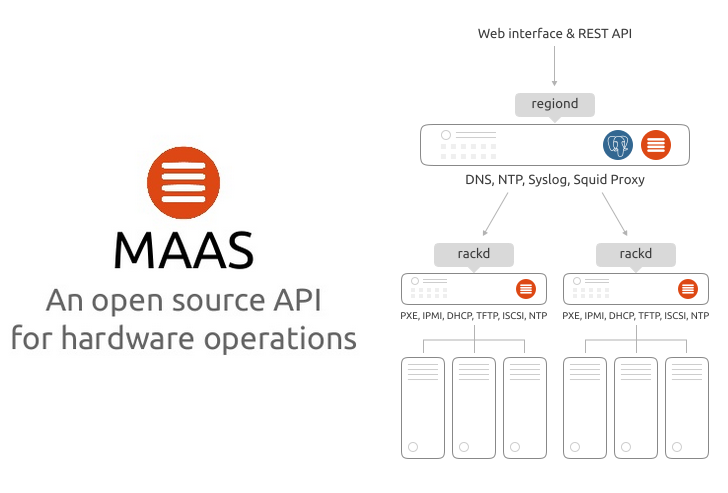 MAAS
An open source API
for hardware operations
Web interface & REST API
regiond
DNS, NTP, Syslog, Squid Proxy
rackd
PXE, IPMI, DHCP, TFTP, ISCSI, NTP
rackd
PXE, IPMI, DHCP, TFTP, ISCSI, NTP